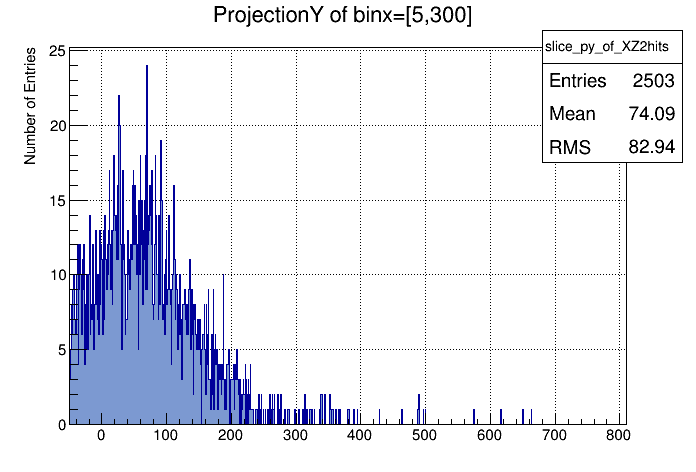 ProjectionY of binx=[5,300]
slice_py_of_XZ2hits
Entries 2503
Mean 74.09
RMS 82.94
Number of Entries
25
20
15
10
5
0
0 100 200 300 400 500 600 700 800